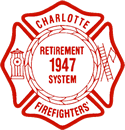 CHARLOTTE
RETIREMENT
1947
SYSTEM
FIREFIGHTERS'